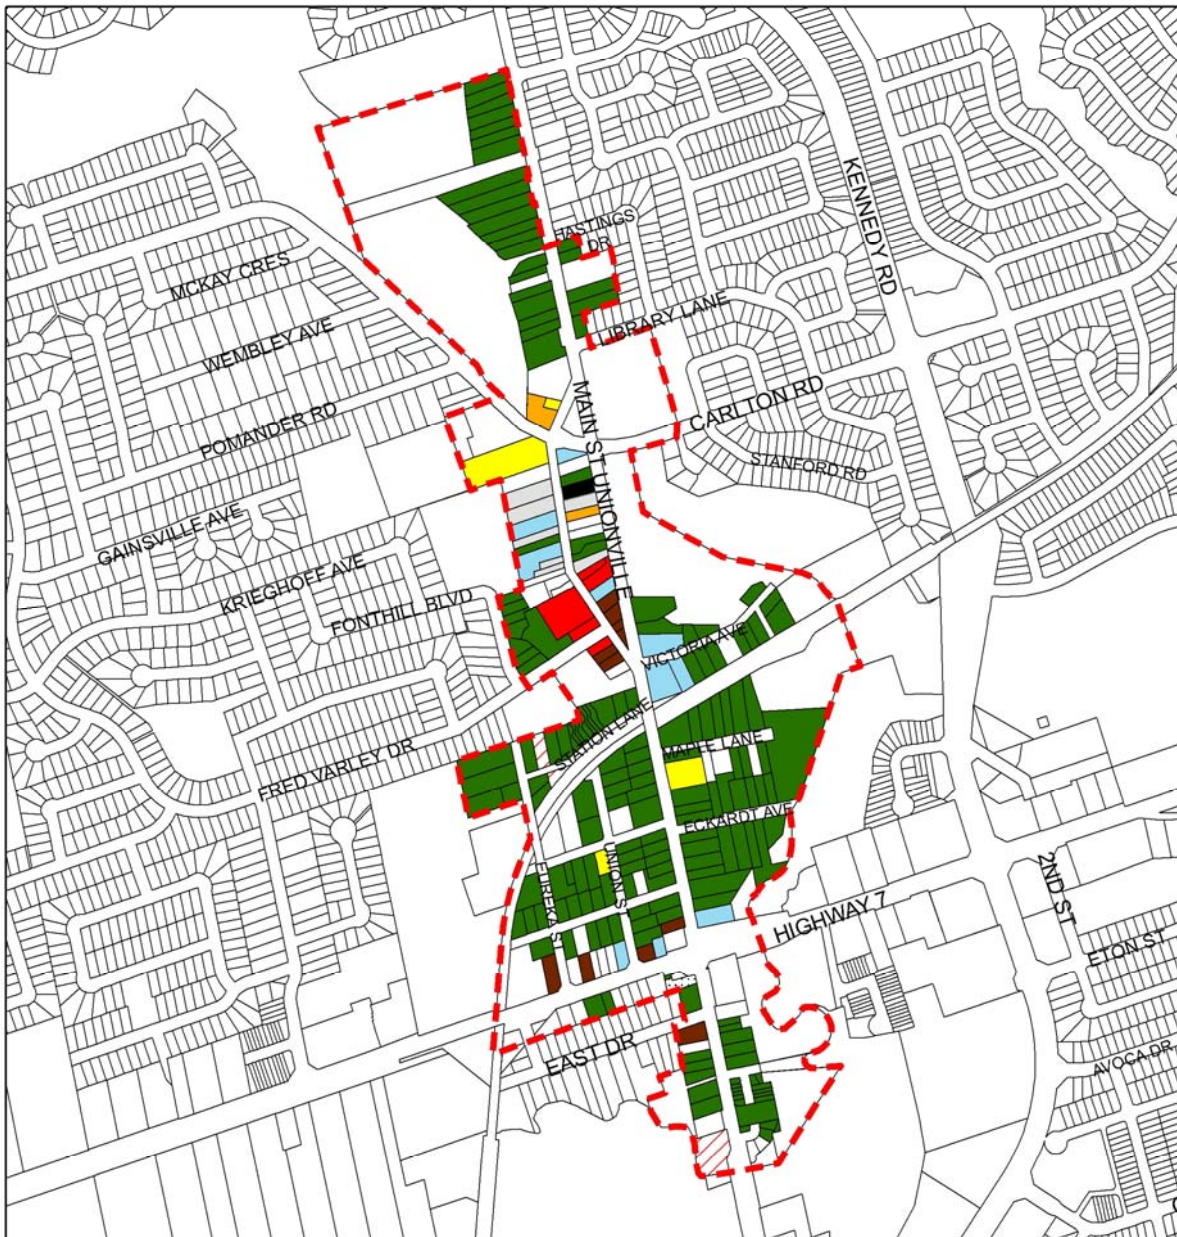 HASTINGS
DR
KENNEDY RD
MCKAY CRES
LIBRARY LANE
WEMBLEY AVE
MAIN ST UNIONVILLE
CARLTON RD
POMANDER RD
STANFORD RD
GAINSVILLE AVE
KRIEGHOFF AVE
FONTHILL BLVD
VICTORIA AVE
STATION LANE
MAPLE LANE
FRED VARLEY DR
ECKARDT AVE
UNION ST
EUREKA ST
2ND ST
HIGHWAY 7
ETON ST
EAST DR
AVOCA DR